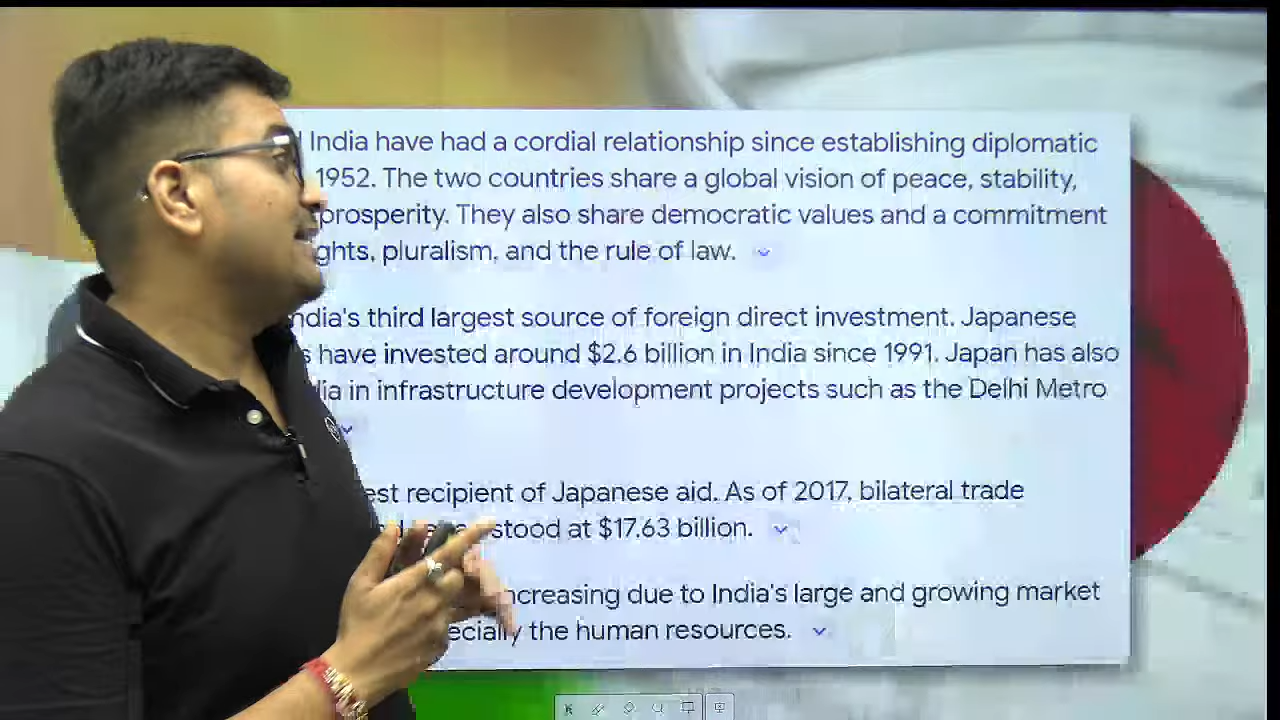 India have had a cordial relationship since establishing diplomatic
1952. The two countries share a global vision of peace, stability,
prosperity. They also share democratic values and a commitment
ghts, pluralism, and the rule of law.
ndia's third largest source of foreign direct investment. Japanese
s have invested around $2.6 billion in India since 1991. Japan has also
dia in infrastructure development projects such as the Delhi Metro
est recipient of Japanese aid. As of 2017, bilateral trade
stood at $17.63 billion.
increasing due to India's large and growing market
ecially the human resources.